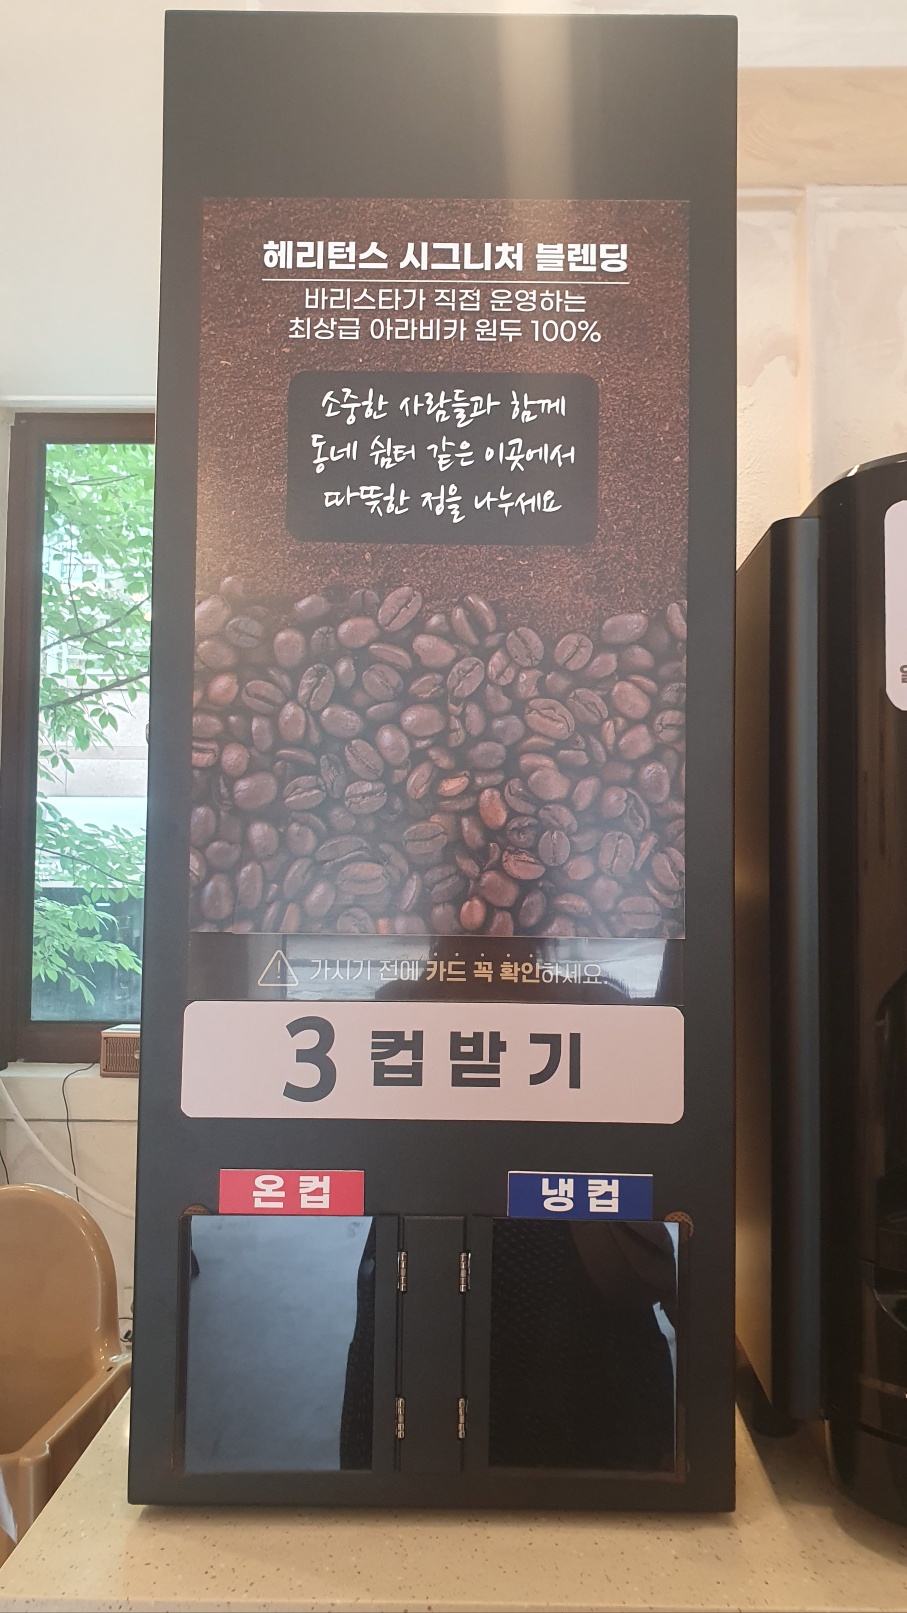 헤리턴스 시그니처 블렌딩
바리스타가 직접 운영하는
최상급 아라비카 원두 100%
소중한 사람들과 함께
동네 쉼터 같은 이곳에서
따뜻한 정을 나누세요
가시기 전에 카드 꼭 확인하세요.
3 컵 받 기
온 컵
냉 컵